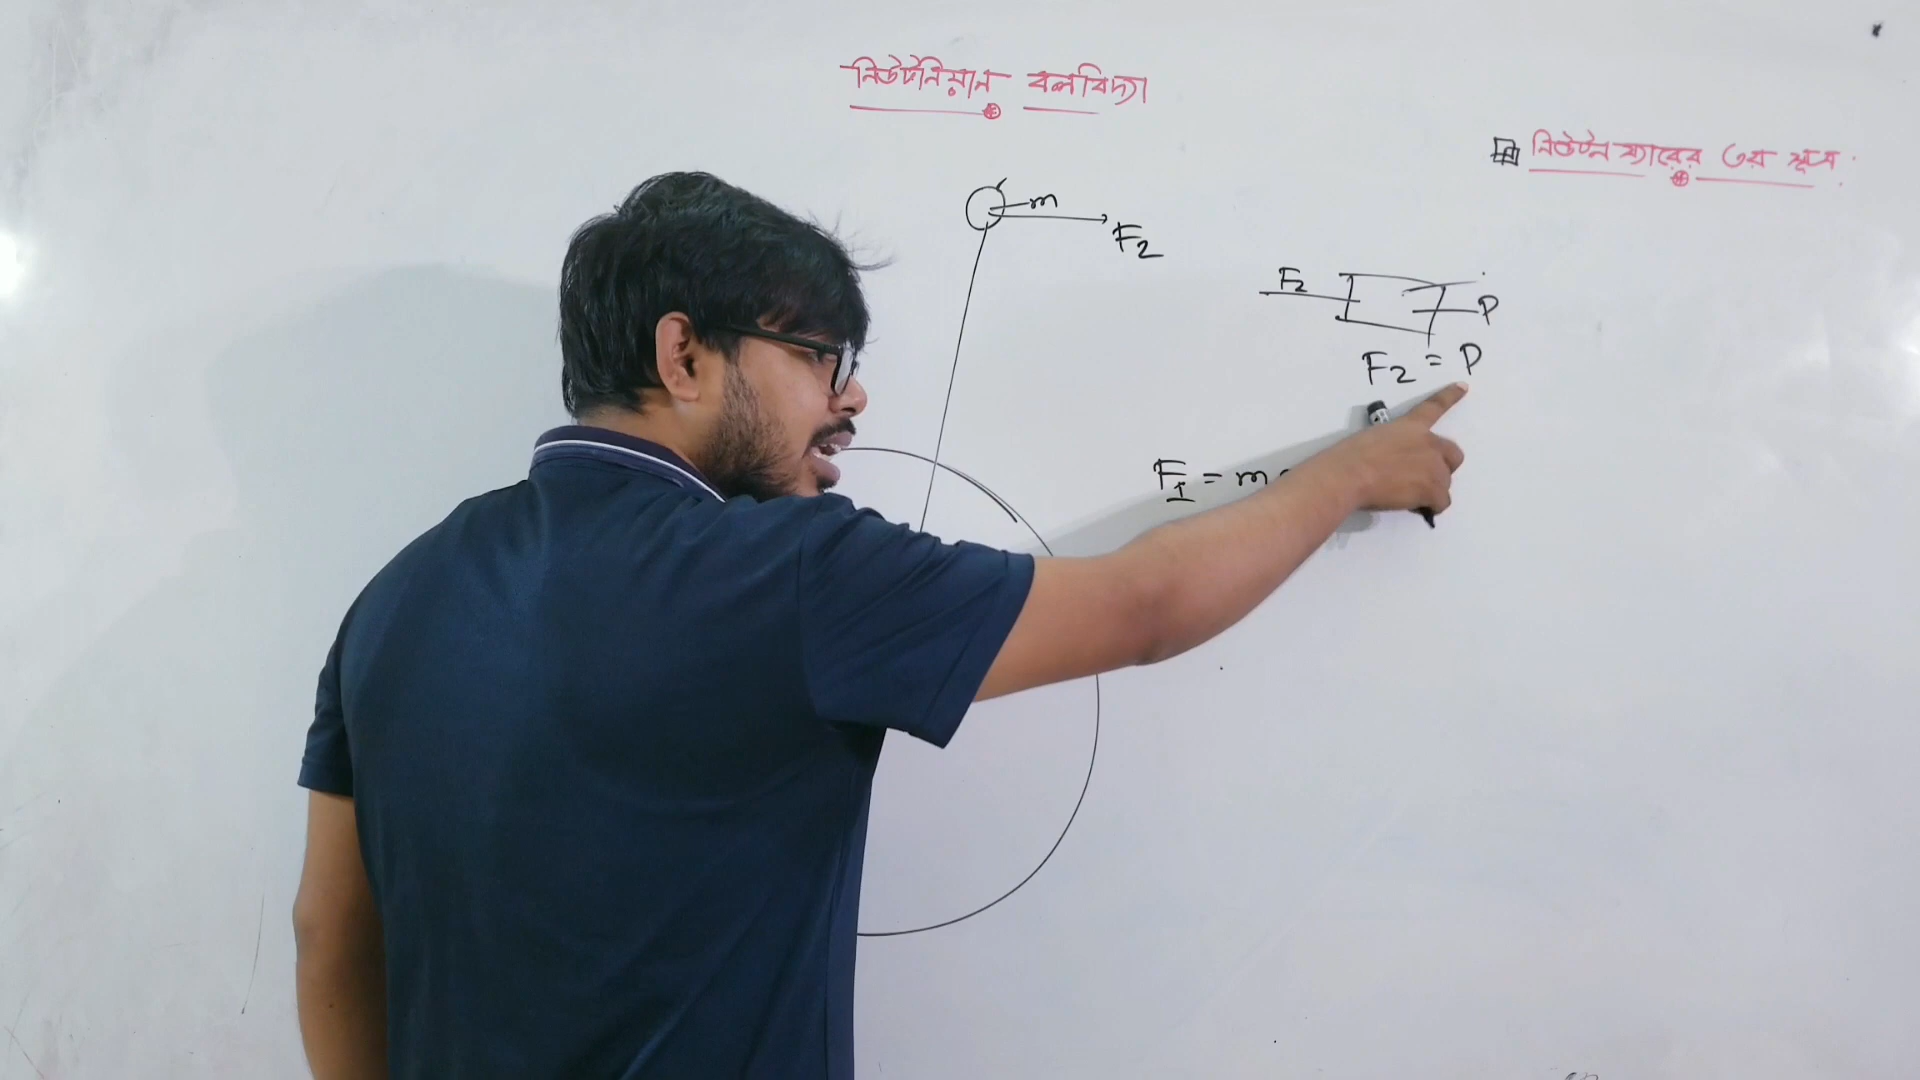 নিউটনিয়ান বলবিদ্যা
নিউটন স্যারের ৩য় সূত্র:
m
F₂
F₂
P
F₂ = P
F₁ = m